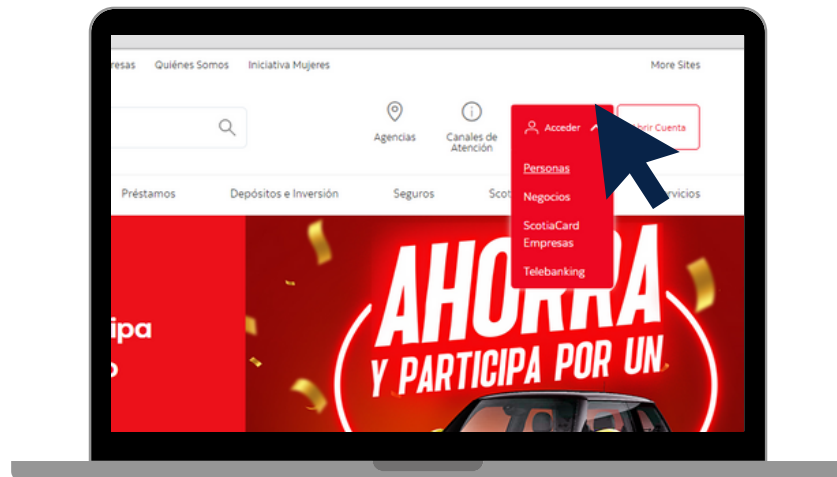 Quiénes Somos Iniciativa Mujeres More Sites
Agencias
Canales de
Atención
Acceder
Cuenta
Personas
Negocios
ScotiaCard
Empresas
Telebanking
Préstamos Depósitos e Inversión Seguros
AHORRA
Y PARTICIPA POR UN